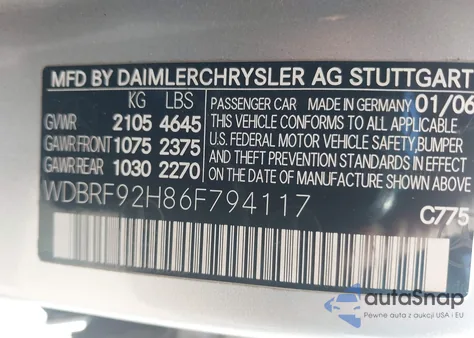 MFD BY DAIMLERCHRYSLER AG STUTTGART
KG LBS
GVWR 2105 4645
GAWR FRONT 1075 2375
GAWR REAR 1030 2270
PASSENGER CAR MADE IN GERMANY 01/06
THIS VEHICLE CONFORMS TO ALL APPLICABLE
U.S. FEDERAL MOTOR VEHICLE SAFETY,BUMPER
AND THEFT PREVENTION STANDARDS IN EFFECT
ON THE DATE OF MANUFACTURE SHOWN ABOVE
WDBRF92H86F794117
C775
autoSnap
Pewne auta z aukcji USA i EU